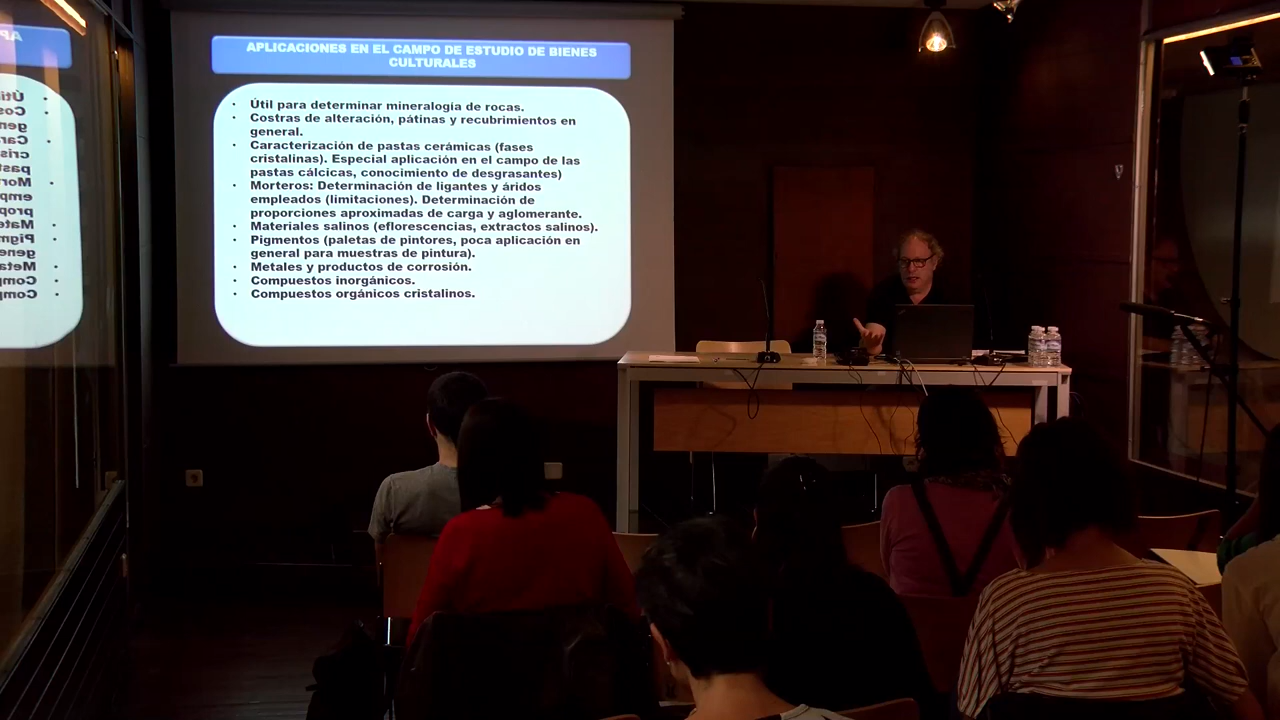 APLICACIONES EN EL CAMPO DE ESTUDIO DE BIENES
CULTURALES
• Útil para determinar mineralogía de rocas.
• Costras de alteración, pátinas y recubrimientos en
general.
• Caracterización de pastas cerámicas (fases
cristalinas). Especial aplicación en el campo de las
pastas cálcicas, conocimiento de desgrasantes)
• Morteros: Determinación de ligantes y áridos
empleados (limitaciones). Determinación de
proporciones aproximadas de carga y aglomerante.
• Materiales salinos (eflorescencias, extractos salinos).
• Pigmentos (paletas de pintores, poca aplicación en
general para muestras de pintura).
• Metales y productos de corrosión.
• Compuestos inorgánicos.
• Compuestos orgánicos cristalinos.